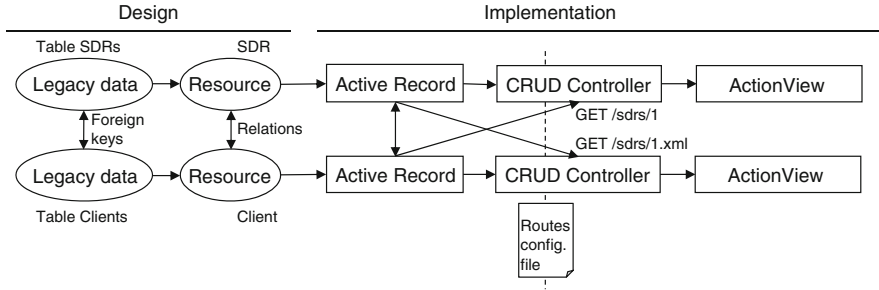 Design
Implementation
Table SDRs
SDR
Legacy data
Resource
Active Record
CRUD Controller
ActionView
Foreign
keys
Relations
GET /sdrs/1
GET /sdrs/1.xml
Legacy data
Resource
Active Record
CRUD Controller
ActionView
Table Clients
Client
Routes
config.
file